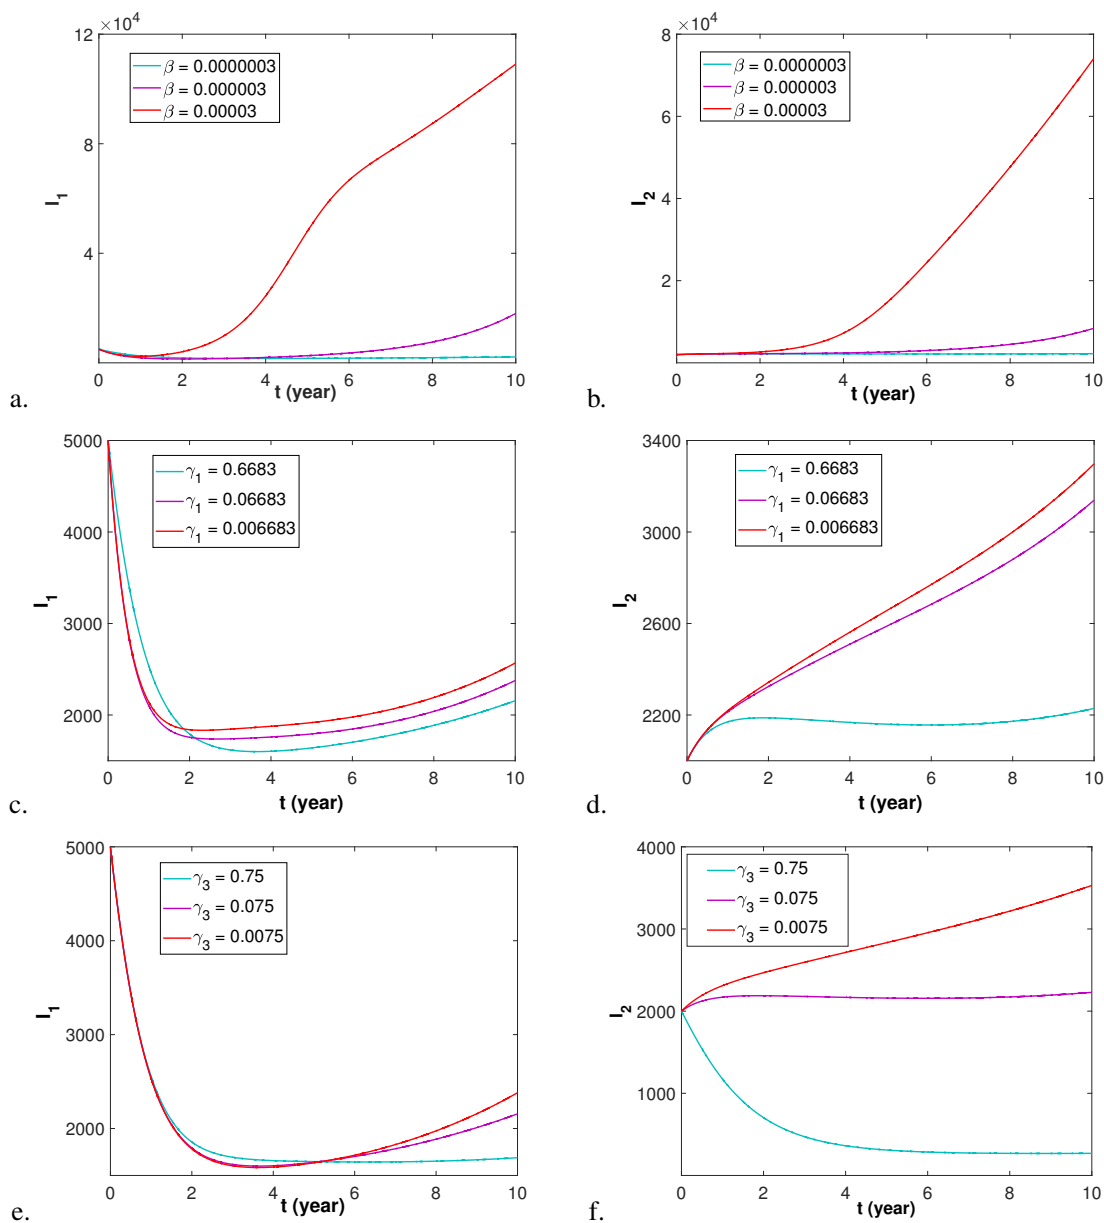 ×10⁴
12
8
4
0 2 4 6 8 10
I₁
t (year)
β = 0.0000003
β = 0.000003
β = 0.00003
a.
×10⁴
8
6
4
2
0 2 4 6 8 10
I₂
t (year)
β = 0.0000003
β = 0.000003
β = 0.00003
b.
5000
4000
3000
2000
0 2 4 6 8 10
I₁
t (year)
γ₁ = 0.6683
γ₁ = 0.06683
γ₁ = 0.006683
c.
3400
3000
2600
2200
0 2 4 6 8 10
I₂
t (year)
γ₁ = 0.6683
γ₁ = 0.06683
γ₁ = 0.006683
d.
5000
4000
3000
2000
0 2 4 6 8 10
I₁
t (year)
γ₃ = 0.75
γ₃ = 0.075
γ₃ = 0.0075
e.
4000
3000
2000
1000
0 2 4 6 8 10
I₂
t (year)
γ₃ = 0.75
γ₃ = 0.075
γ₃ = 0.0075
f.